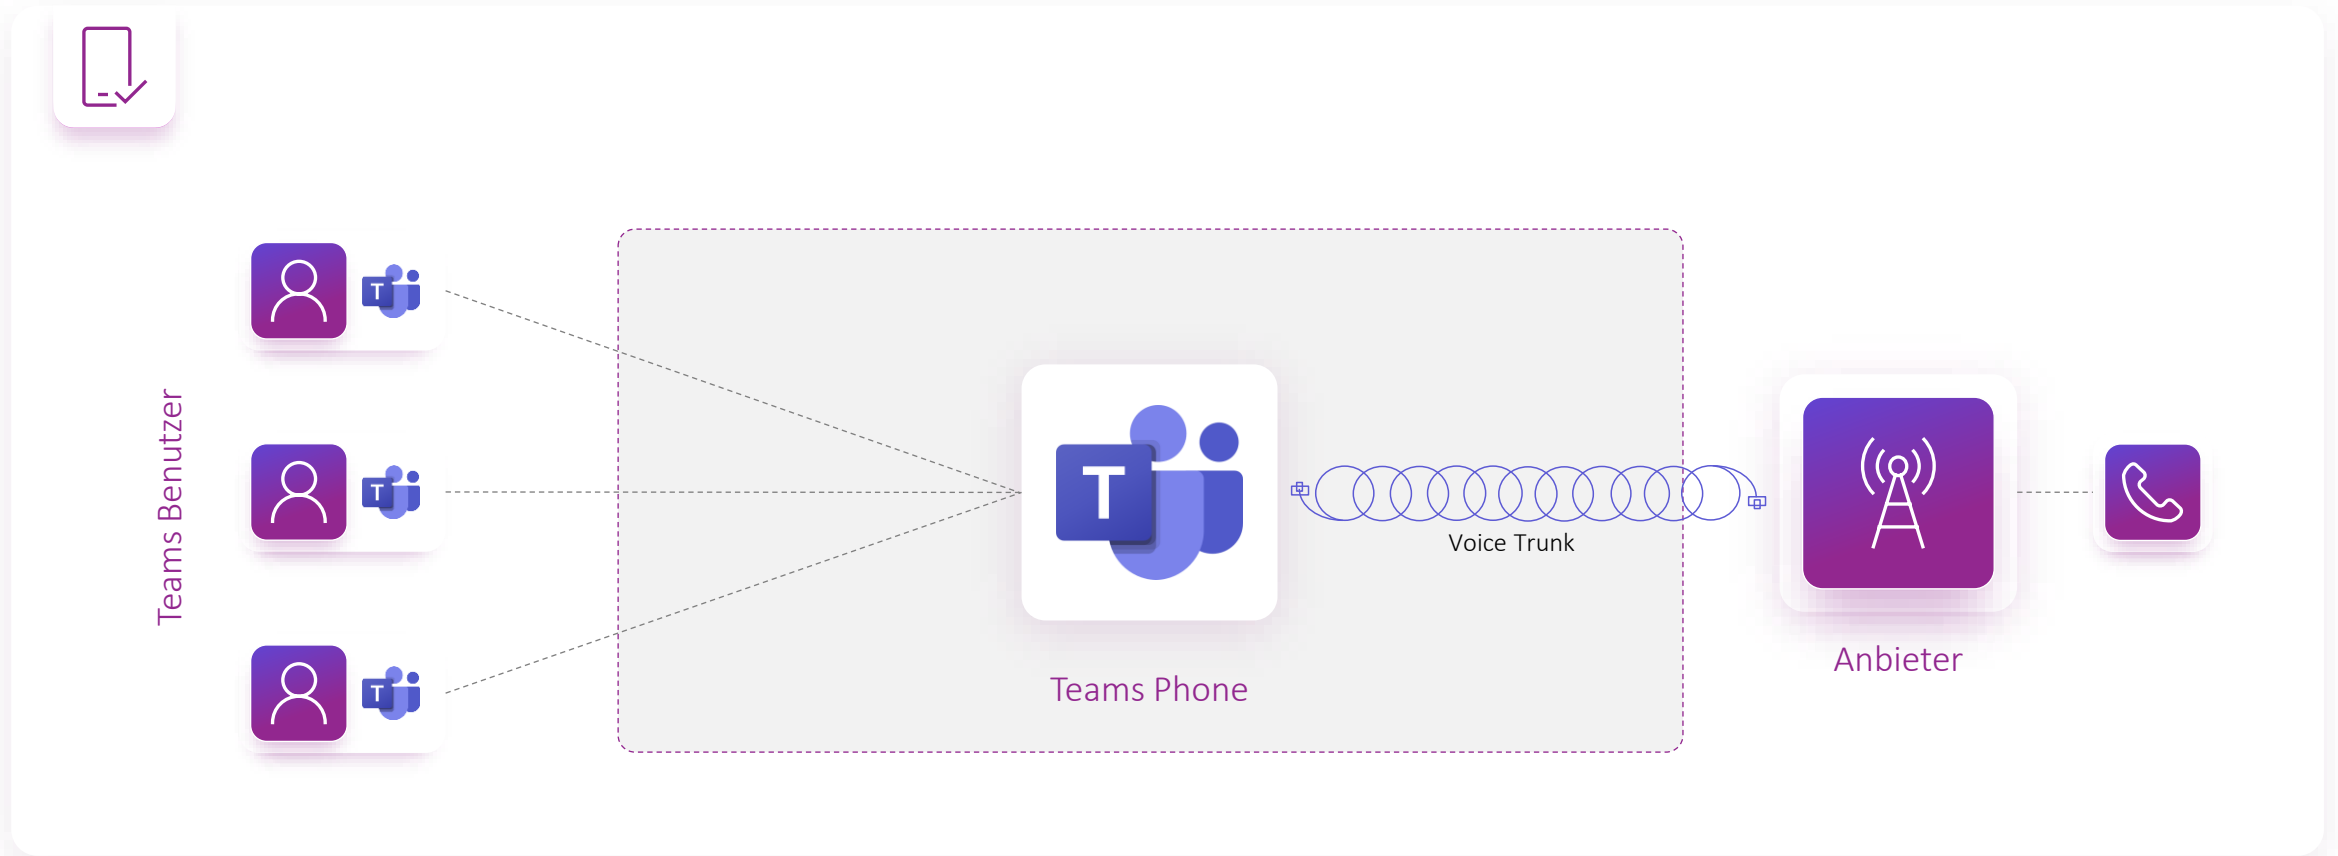 Teams Benutzer
T
T
T
T
Voice Trunk
Teams Phone
Anbieter